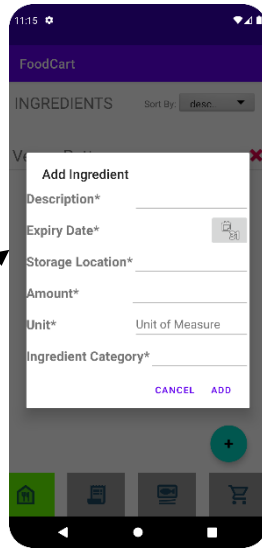 11:15
FoodCart
INGREDIENTS
Sort By:
desc...
Add Ingredient
Description*
Expiry Date*
Storage Location*
Amount*
Unit*
Unit of Measure
Ingredient Category*
CANCEL
ADD
+